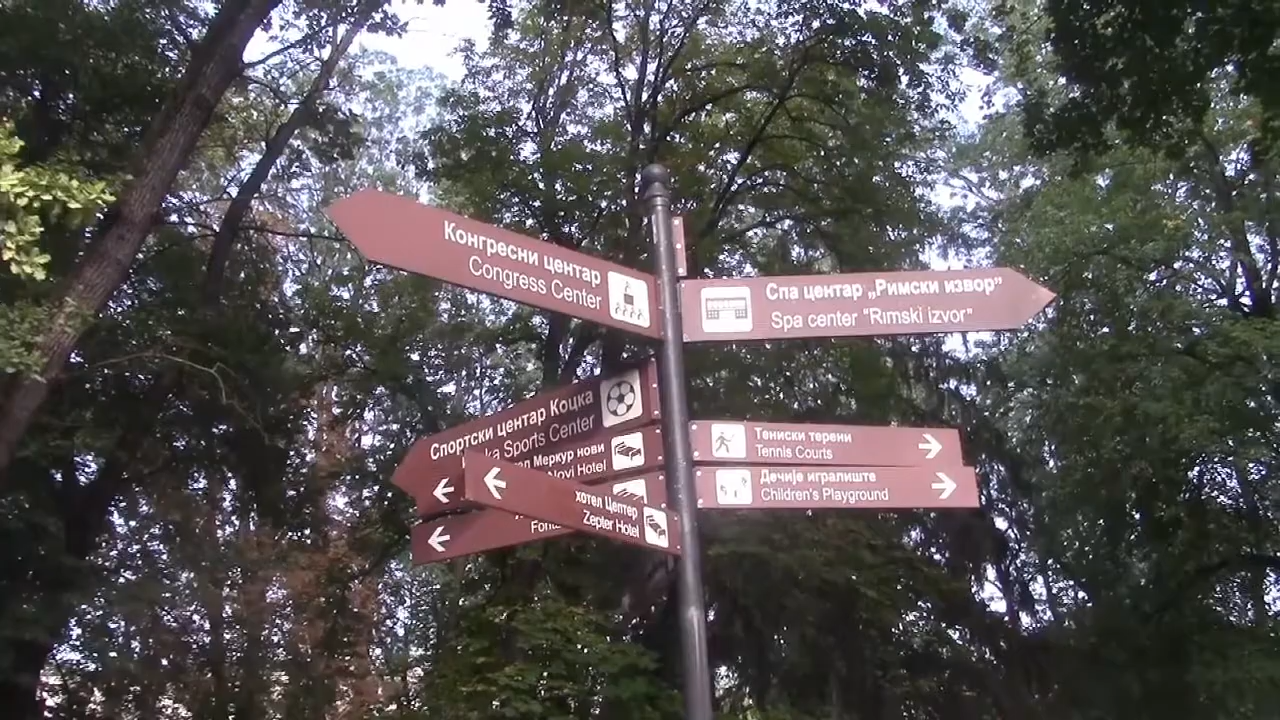 Конгресни центар
Congress Center
Спа центар „Римски извор”
Spa center “Rimski izvor”
Спортски центар Коцка
Sports Center
Меркур нови
Novi Hotel
хотел Цептер
Zepter Hotel
Тениски терени
Tennis Courts
Дечије игралиште
Children's Playground